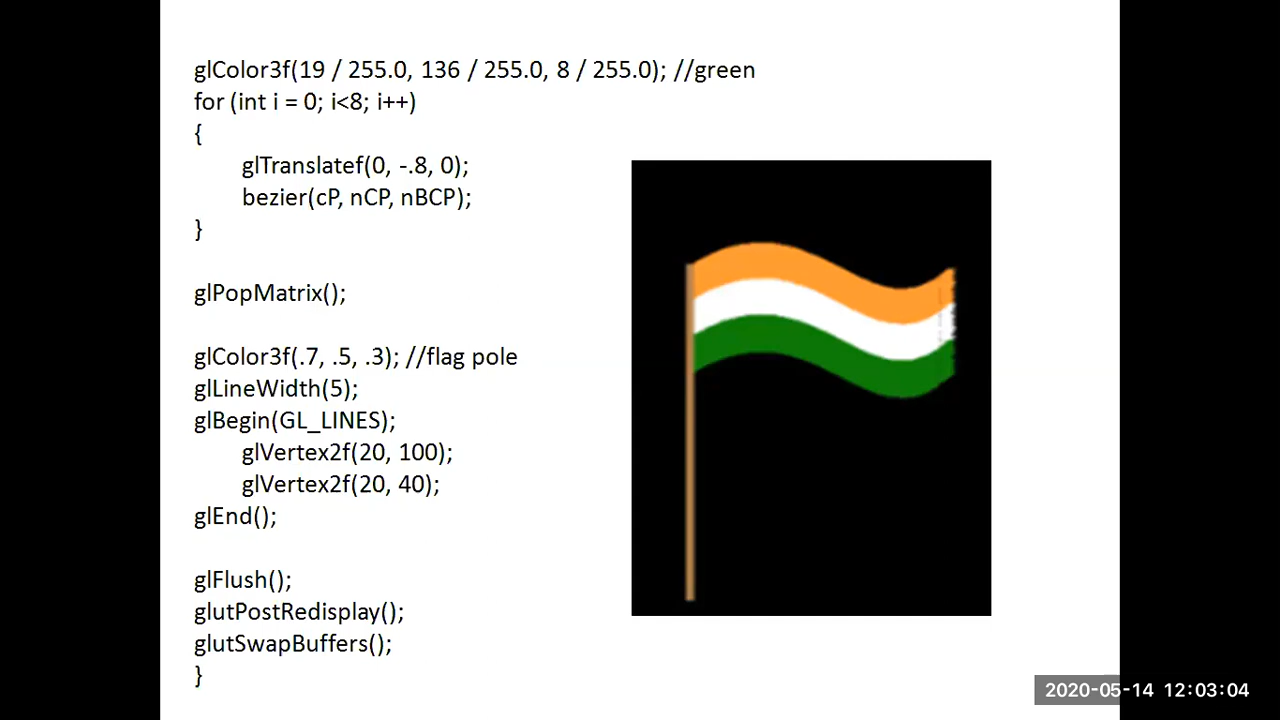 glColor3f(19 / 255.0, 136 / 255.0, 8 / 255.0); //green
for (int i = 0; i<8; i++)
{
glTranslatef(0, -.8, 0);
bezier(cP, nCP, nBCP);
}
glPopMatrix();
glColor3f(.7, .5, .3); //flag pole
glLineWidth(5);
glBegin(GL_LINES);
glVertex2f(20, 100);
glVertex2f(20, 40);
glEnd();
glFlush();
glutPostRedisplay();
glutSwapBuffers();
}
2020-05-14 12:03:04